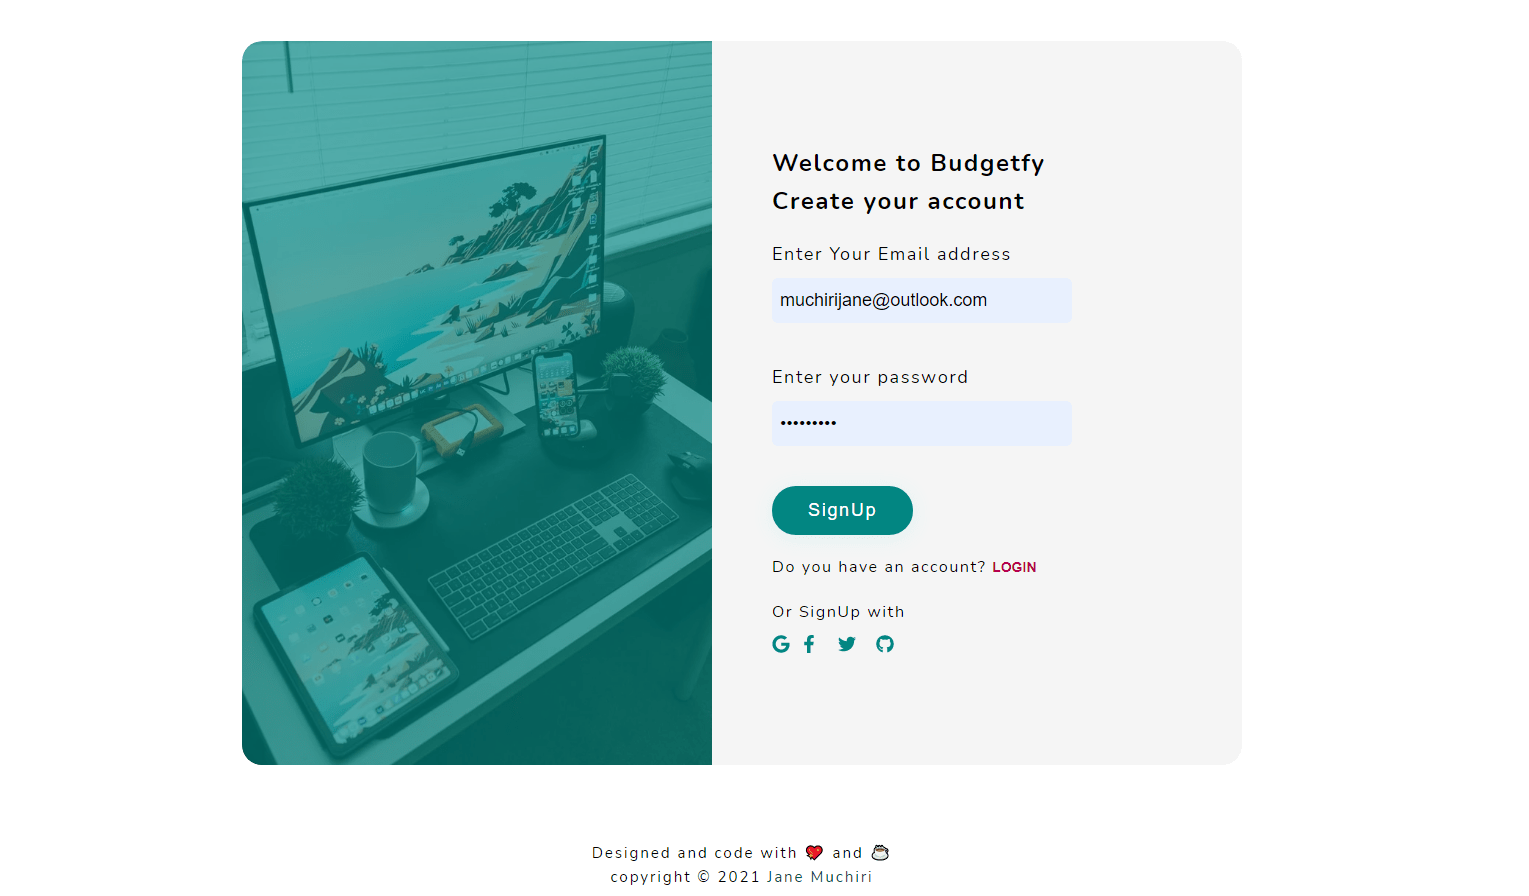 Welcome to Budgetfy
Create your account
Enter Your Email address
muchirijane@outlook.com
Enter your password
•••••••••
SignUp
Do you have an account? LOGIN
Or SignUp with
Designed and code with 💖 and ☕
copyright © 2021 Jane Muchiri